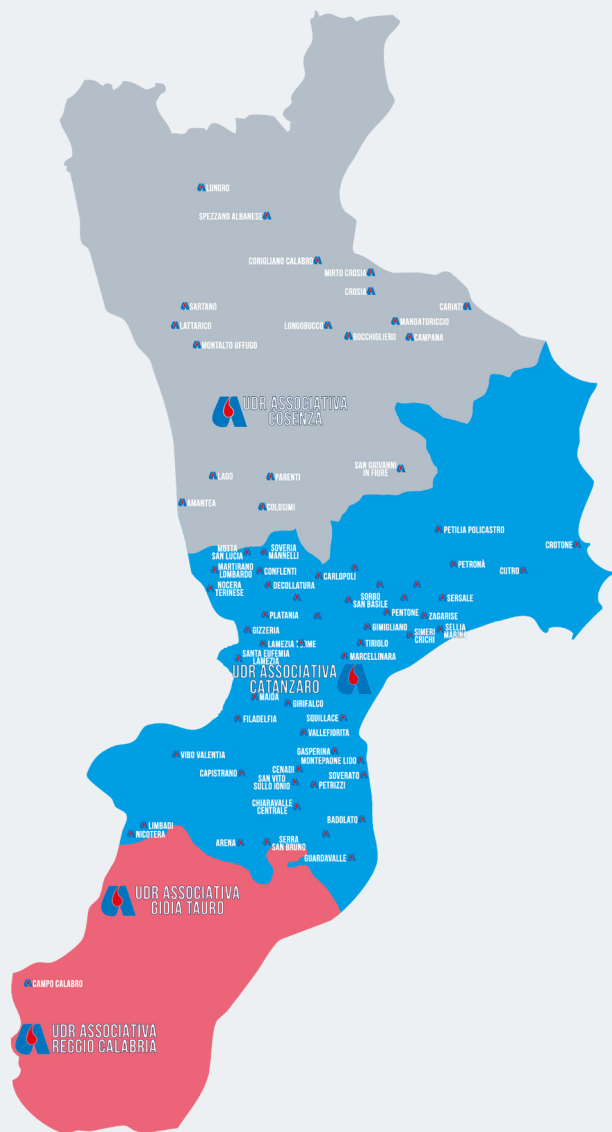 LUNGRO
SPEZZANO ALBANESE
CORIGLIANO CALABRO
MIRTO CROSIA
CROSIA
SARTANO
CARIATI
LATTARICO
LONGOBUCCO
MANDATORICCIO
BOCCHIGLIERO
CAMPANA
MONTALTO UFFUGO
UDR ASSOCIATIVA
COSENZA
SAN GIOVANNI
IN FIORE
LAGO
PARENTI
AMANTEA
COLOSIMI
PETILIA POLICASTRO
CROTONE
MOTTA
SAN LUCIA
SOVERIA
MANNELLI
MARTIRANO
LOMBARDO
CONFLENTI
CARLOPOLI
PETRONÀ
CUTRO
NOCERA
TERINESE
DECOLLATURA
SORBO
SAN BASILE
SERSALE
PLATANIA
PENTONE
ZAGARISE
GIZZERIA
GIMIGLIANO
SIMERI
CRICHI
SELLIA
MARINA
LAMEZIA TERME
TIRIOLO
SANTA EUFEMIA
LAMEZIA
MARCELLINARA
UDR ASSOCIATIVA
CATANZARO
MAIDA
GIRIFALCO
FILADELFIA
SQUILLACE
VALLEFIORITA
VIBO VALENTIA
GASPERINA
MONTEPAONE LIDO
CAPISTRANO
CENADI
SOVERATO
SAN VITO
SULLO IONIO
PETRIZZI
CHIARAVALLE
CENTRALE
LIMBADI
BADOLATO
NICOTERA
ARENA
SERRA
SAN BRUNO
GUARDAVALLE
UDR ASSOCIATIVA
GIOIA TAURO
CAMPO CALABRO
UDR ASSOCIATIVA
REGGIO CALABRIA